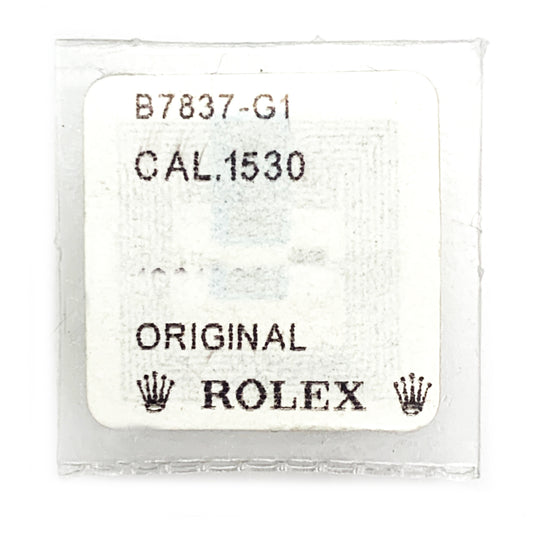 B7837-G1
CAL.1530
ORIGINAL
ROLEX